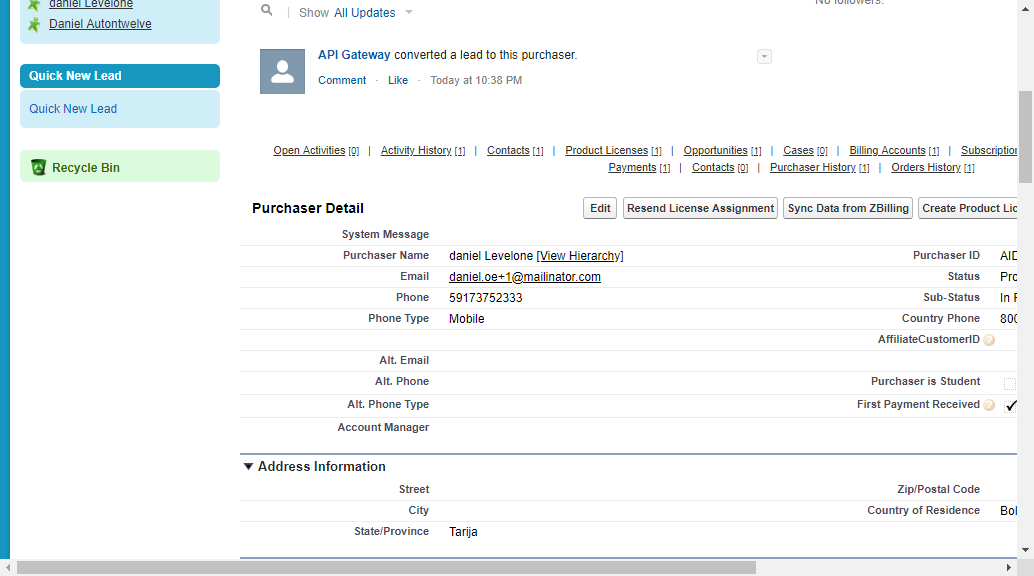 daniel Levelone
Daniel Autontwelve
Quick New Lead
Quick New Lead
Recycle Bin
Show All Updates
No followers.
API Gateway converted a lead to this purchaser.
Comment · Like · Today at 10:38 PM
Open Activities [0] | Activity History [1] | Contacts [1] | Product Licenses [1] | Opportunities [1] | Cases [0] | Billing Accounts [1] |
Payments [1] | Contacts [0] | Purchaser History [1] | Orders History [1]
Purchaser Detail
Edit Resend License Assignment Sync Data from ZBilling Create Product
System Message
Purchaser Name daniel Levelone [View Hierarchy] Purchaser ID
Email daniel.oe+1@mailinator.com Status
Phone 59173752333 Sub-Status In
Phone Type Mobile Country Phone 800
AffiliateCustomerID ?
Alt. Email
Alt. Phone Purchaser is Student
Alt. Phone Type First Payment Received ?
Account Manager
Address Information
Street Zip/Postal Code
City Country of Residence
State/Province Tarija